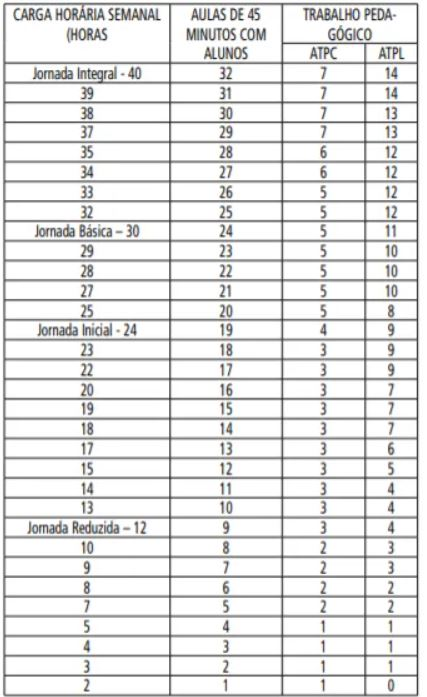 CARGA HORÁRIA SEMANAL (HORAS
AULAS DE 45 MINUTOS COM ALUNOS
TRABALHO PEDA-GÓGICO
ATPC ATPL
Jornada Integral - 40 32 7 14
39 31 7 14
38 30 7 13
37 29 7 13
35 28 6 12
34 27 6 12
33 26 5 12
32 25 5 12
Jornada Básica – 30 24 5 11
29 23 5 10
28 22 5 10
27 21 5 10
25 20 5 8
Jornada Inicial - 24 19 4 9
23 18 3 9
22 17 3 9
20 16 3 7
19 15 3 7
18 14 3 7
17 13 3 6
15 12 3 5
14 11 3 4
13 10 3 4
Jornada Reduzida – 12 9 3 4
10 8 2 3
9 7 2 3
8 6 2 2
7 5 2 2
5 4 1 1
4 3 1 1
3 2 1 1
2 1 1 0